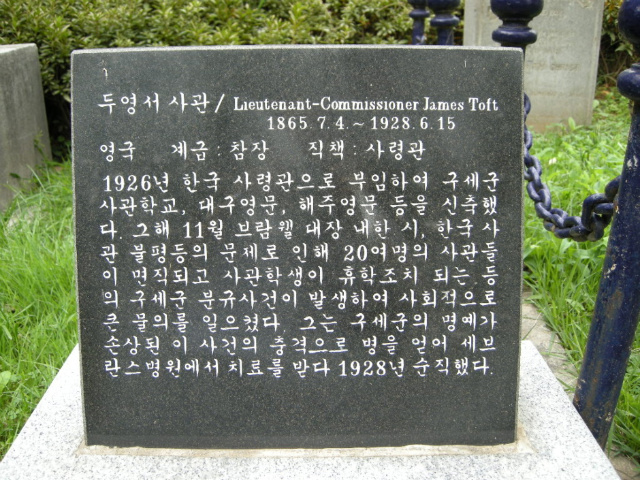 두영서 사관 / Lieutenant-Commissioner James Toft
1865. 7. 4. ~ 1928. 6. 15
영국 계급 : 참장 직책 : 사령관
1926년 한국 사령관으로 부임하여 구세군
사관학교, 대구영문, 해주영문 등을 신축했
다. 그해 11월 브람웰 대장 내한 시, 한국 사
관 불평등의 문제로 인해 20여명의 사관들
이 면직되고 사관학생이 휴학조치 되는 등
의 구세군 분규사건이 발생하여 사회적으로
큰 물의를 일으켰다. 그는 구세군의 명예가
손상된 이 사건의 충격으로 병을 얻어 세브
란스병원에서 치료를 받다 1928년 순직했다.